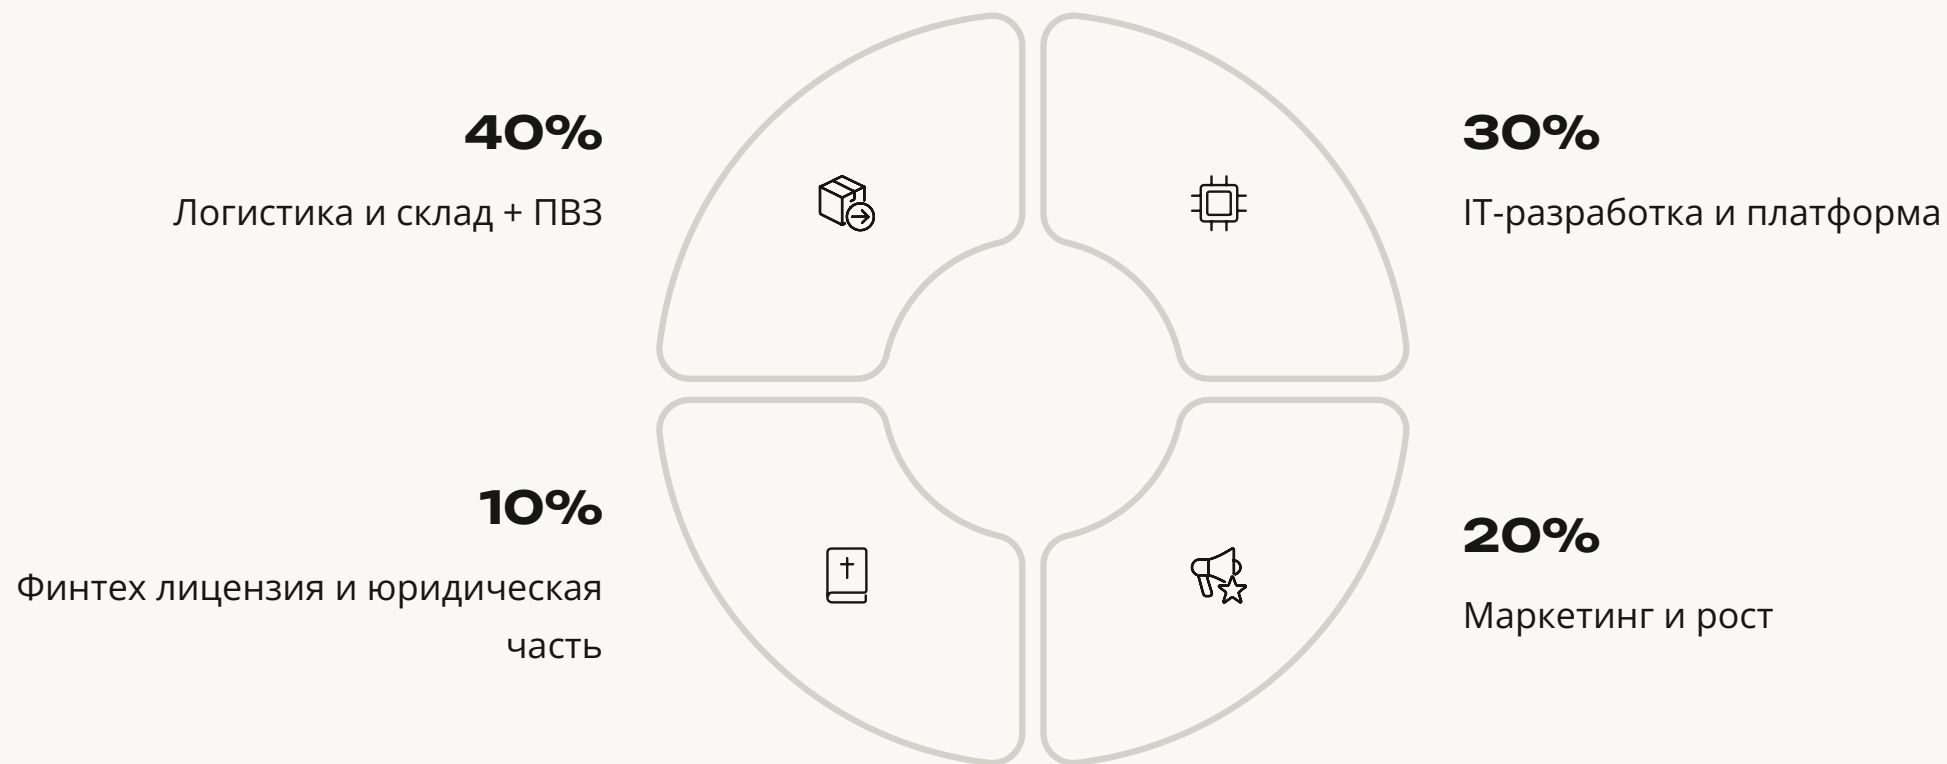 40%
Логистика и склад + ПВЗ
30%
IT-разработка и платформа
10%
Финтех лицензия и юридическая
часть
20%
Маркетинг и рост